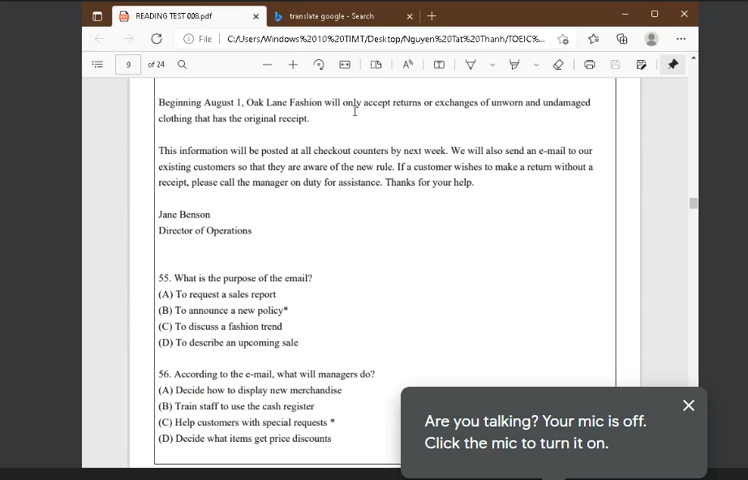 READING TEST 008.pdf
translate google - Search
File
C:/Users/Windows%2010%20TIMT/Desktop/Nguyen%20Tat%20Thanh/TOEIC%...
9 of 24
Beginning August 1, Oak Lane Fashion will only accept returns or exchanges of unworn and undamaged
clothing that has the original receipt.
This information will be posted at all checkout counters by next week. We will also send an e-mail to our
existing customers so that they are aware of the new rule. If a customer wishes to make a return without a
receipt, please call the manager on duty for assistance. Thanks for your help.
Jane Benson
Director of Operations
55. What is the purpose of the email?
(A) To request a sales report
(B) To announce a new policy*
(C) To discuss a fashion trend
(D) To describe an upcoming sale
56. According to the e-mail, what will managers do?
(A) Decide how to display new merchandise
(B) Train staff to use the cash register
(C) Help customers with special requests *
(D) Decide what items get price discounts
Are you talking? Your mic is off.
Click the mic to turn it on.